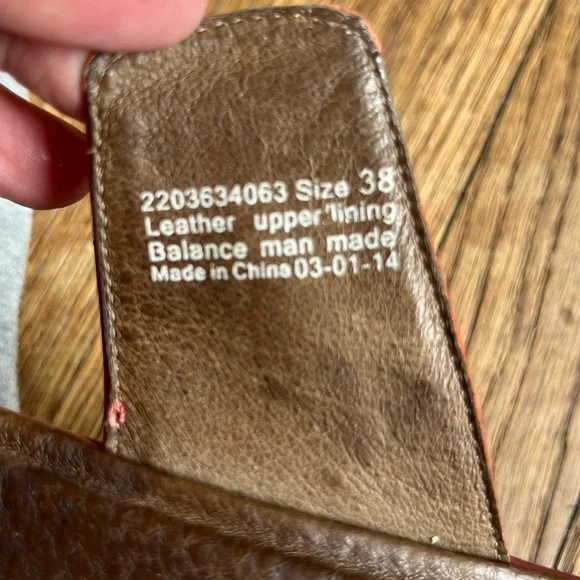 2203634063 Size 38
Leather upper lining
Balance man made
Made in China 03-01-14